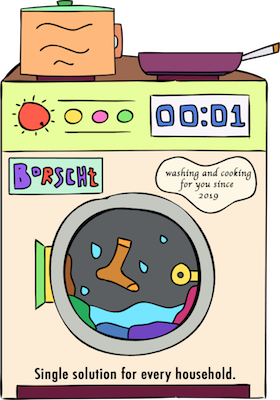 00:01
BORSCHt
washing and cooking
for you since
2019
Single solution for every household.